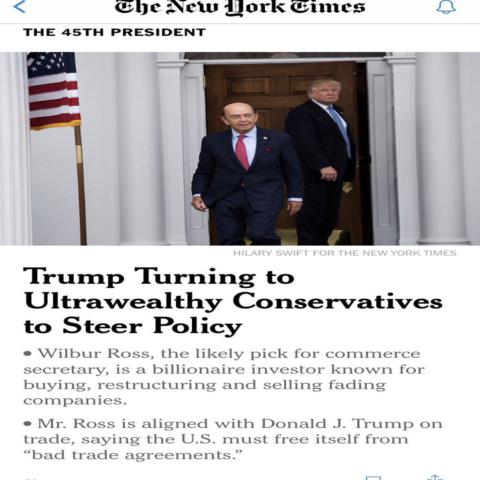 The New York Times
THE 45TH PRESIDENT
HILARY SWIFT FOR THE NEW YORK TIMES
Trump Turning to
Ultrawealthy Conservatives
to Steer Policy
• Wilbur Ross, the likely pick for commerce
secretary, is a billionaire investor known for
buying, restructuring and selling fading
companies.
• Mr. Ross is aligned with Donald J. Trump on
trade, saying the U.S. must free itself from
“bad trade agreements.”